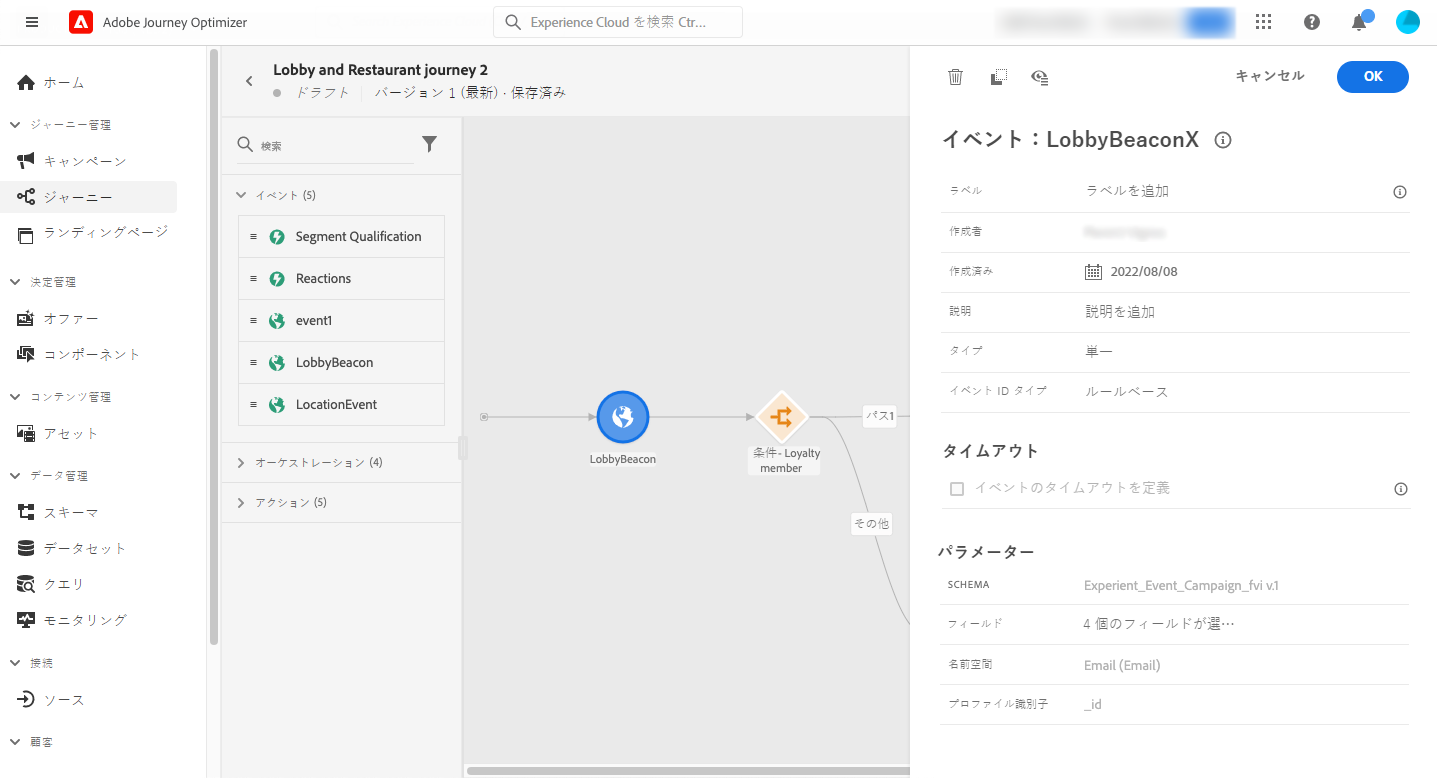 Adobe Journey Optimizer
Experience Cloud を検索 Ctr...
ホーム
ジャーニー管理
キャンペーン
ジャーニー
ランディングページ
決定管理
オファー
コンポーネント
コンテンツ管理
アセット
データ管理
スキーマ
データセット
クエリ
モニタリング
接続
ソース
顧客
Lobby and Restaurant journey 2
ドラフト バージョン 1 (最新) · 保存済み
検索
イベント (5)
Segment Qualification
Reactions
event1
LobbyBeacon
LocationEvent
オーケストレーション (4)
アクション (5)
LobbyBeacon
条件- Loyalty
member
パス1
その他
キャンセル
OK
イベント：LobbyBeaconX
ラベル ラベルを追加
作成者
作成済み 2022/08/08
説明 説明を追加
タイプ 単一
イベント ID タイプ ルールベース
タイムアウト
イベントのタイムアウトを定義
パラメーター
SCHEMA Experient_Event_Campaign_fvi v.1
フィールド 4 個のフィールドが選…
名前空間 Email (Email)
プロファイル識別子 _id